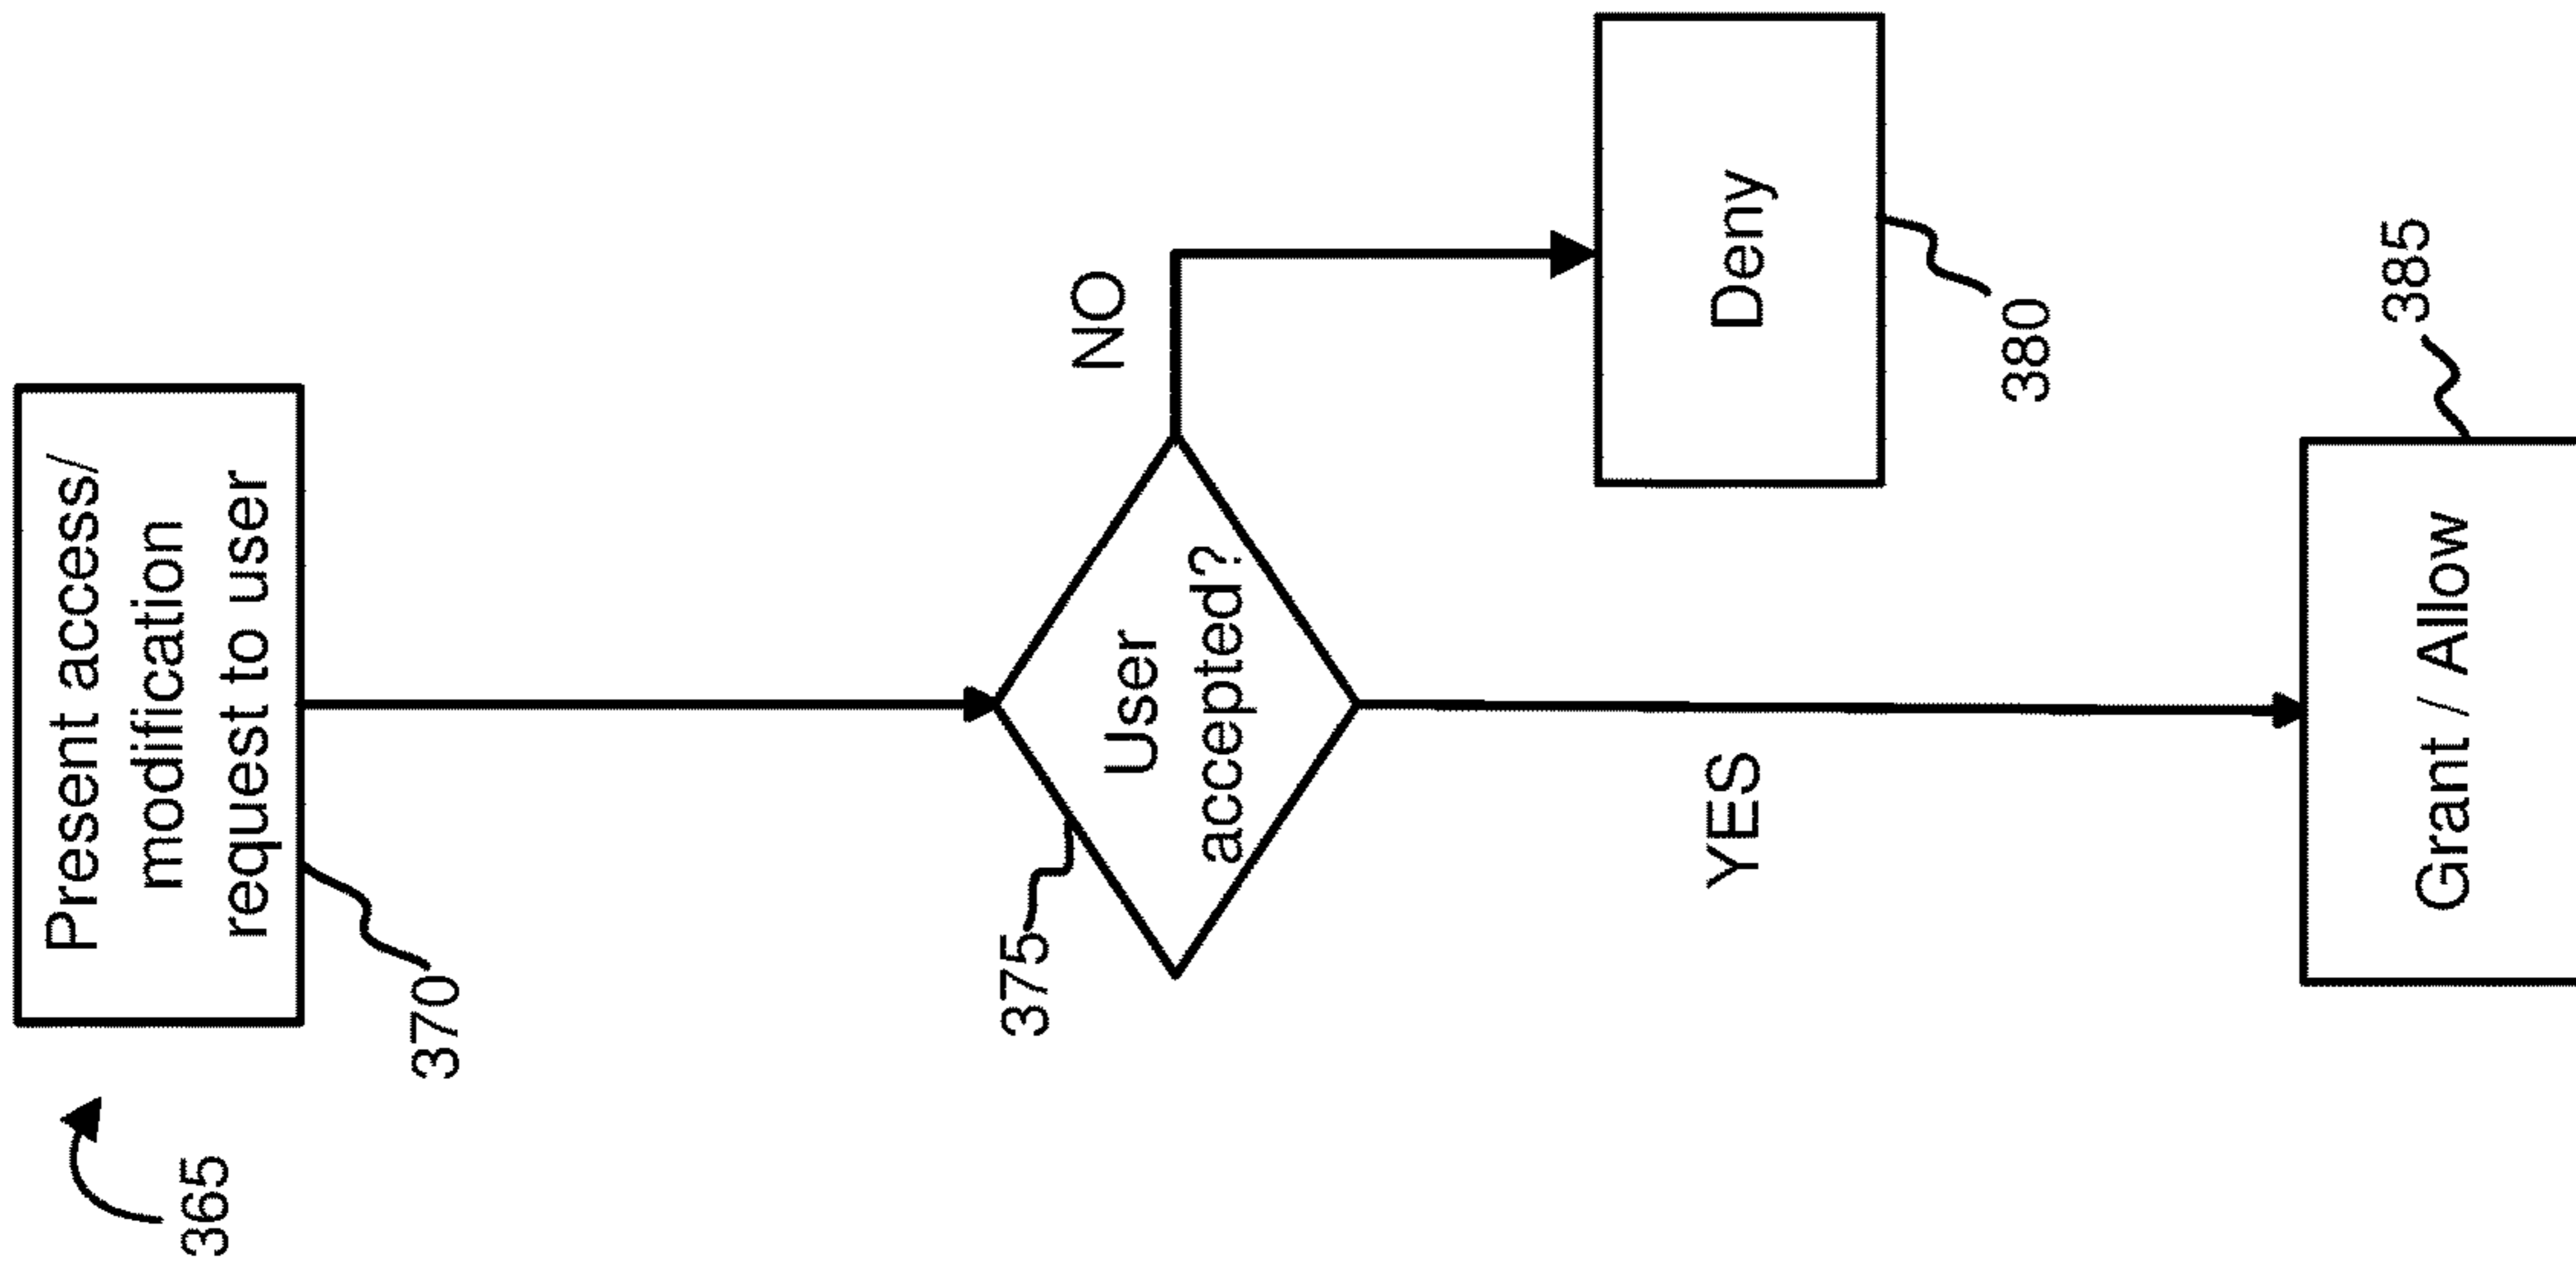 365
Present access/
modification
request to user
370
375
User
accepted?
NO
YES
Deny
380
385
Grant / Allow